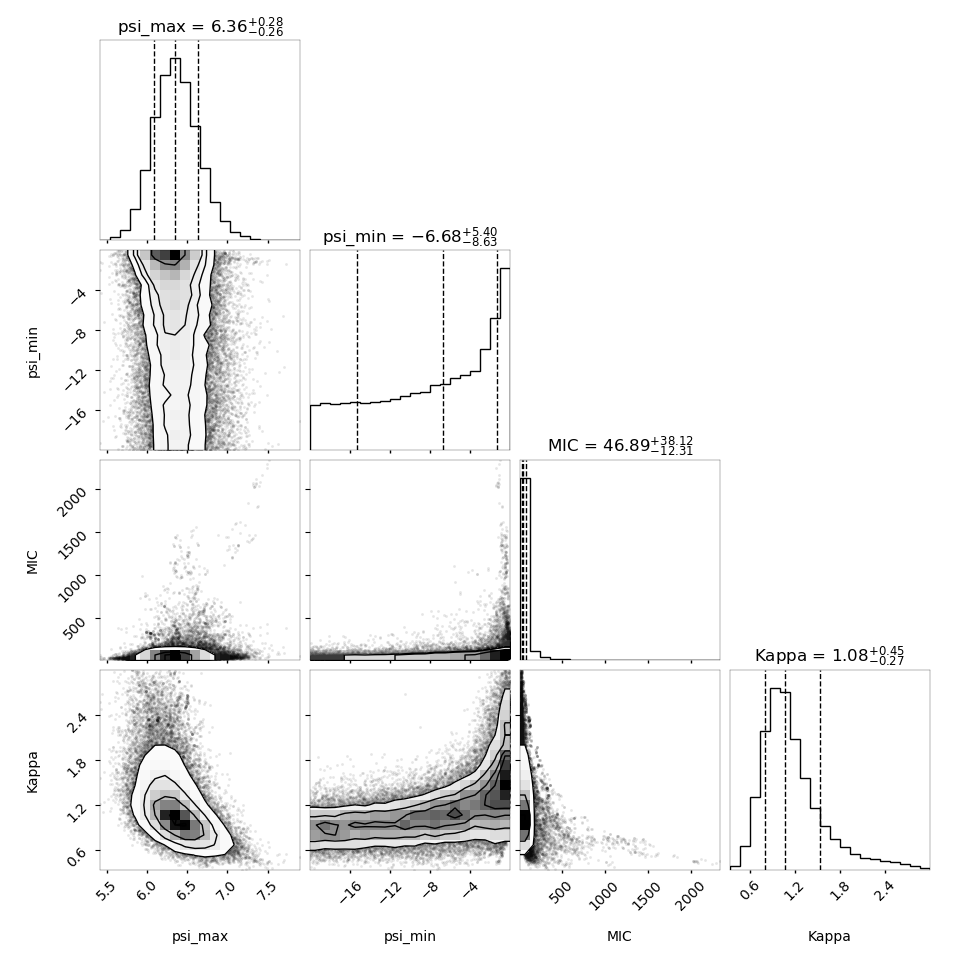 psi_max = 6.36+0.28−0.26
psi_min = −6.68+5.40−8.63
−4
−8
−12
−16
psi_min
MIC = 46.89+38.12−12.31
2000
1500
1000
500
MIC
Kappa = 1.08+0.45−0.27
2.4
1.8
1.2
0.6
Kappa
5.5 6.0 6.5 7.0 7.5
−16 −12 −8 −4
500 1000 1500 2000
0.6 1.2 1.8 2.4
psi_max psi_min MIC Kappa